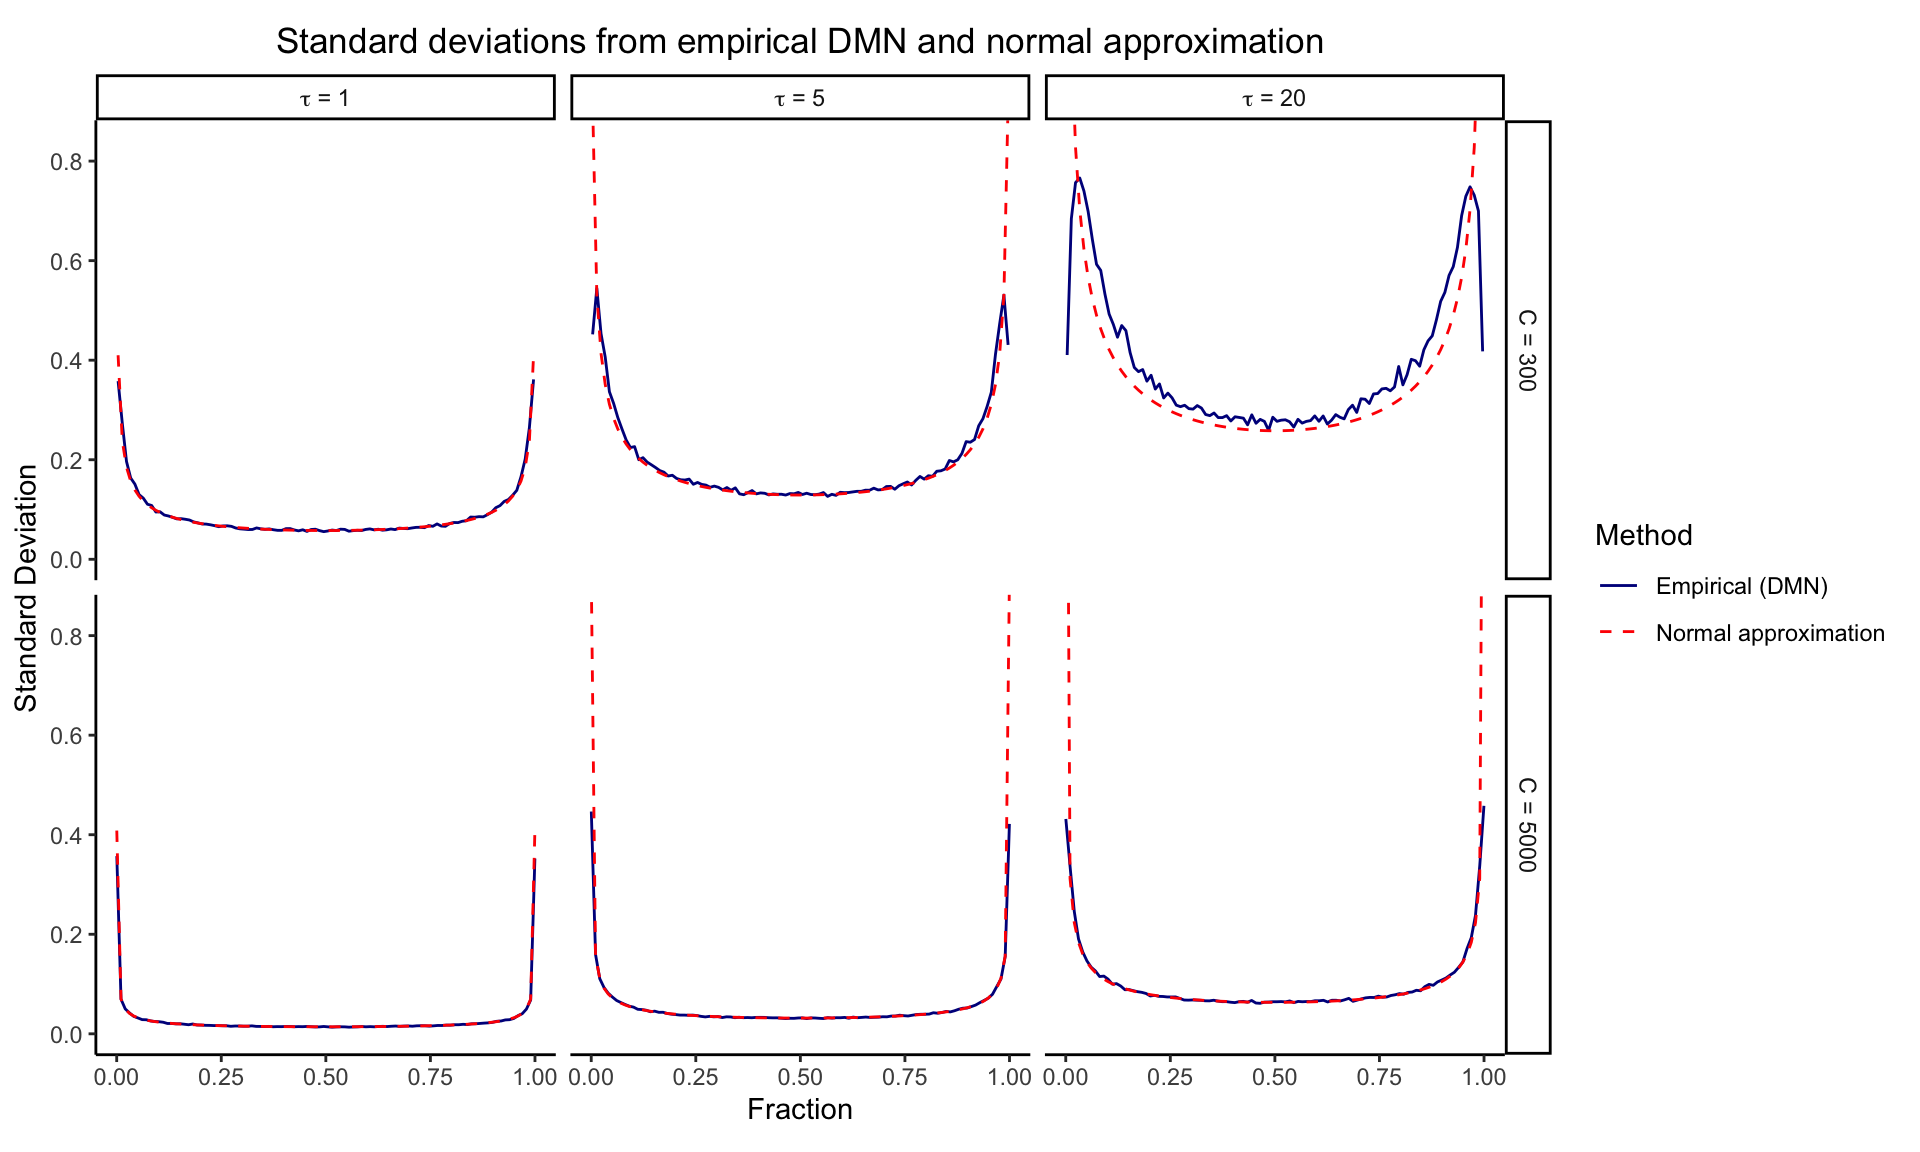 Standard deviations from empirical DMN and normal approximation
τ = 1
τ = 5
τ = 20
Standard Deviation
0.8
0.6
0.4
0.2
0.0
C = 300
0.8
0.6
0.4
0.2
0.0
C = 5000
0.00 0.25 0.50 0.75 1.00
0.00 0.25 0.50 0.75 1.00
0.00 0.25 0.50 0.75 1.00
Fraction
Method
Empirical (DMN)
Normal approximation